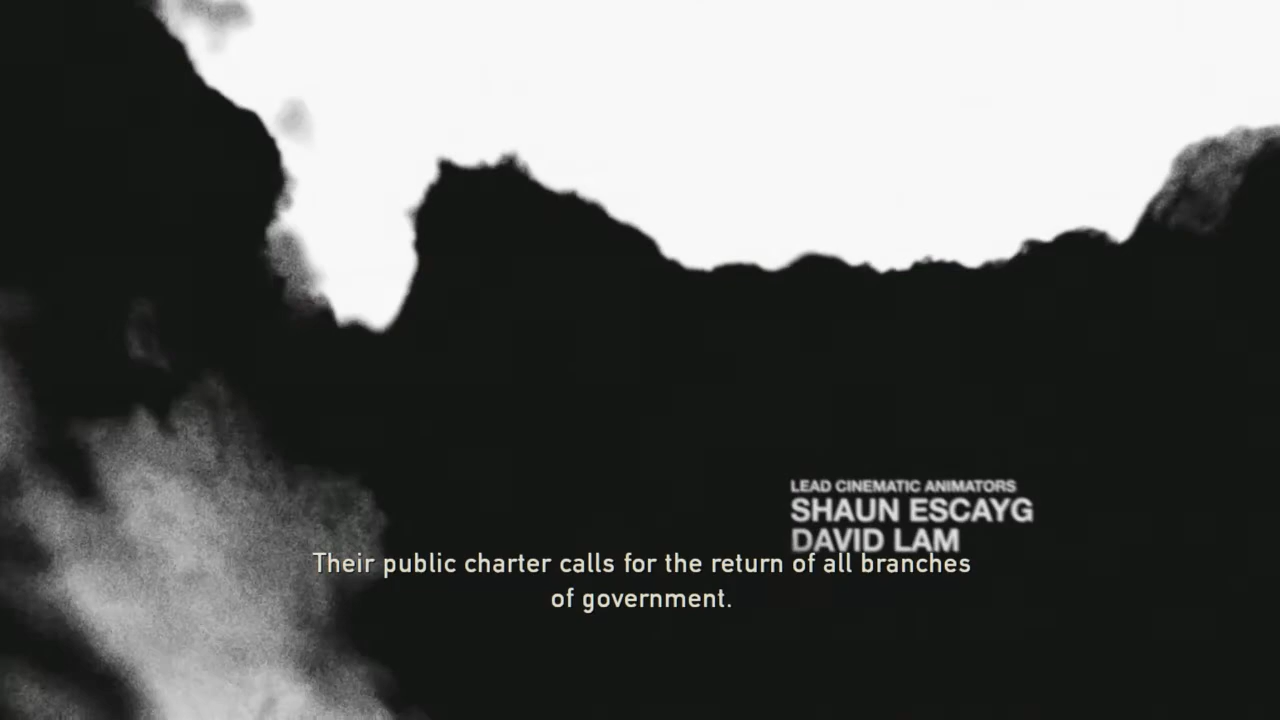 LEAD CINEMATIC ANIMATORS
SHAUN ESCAYG
DAVID LAM
Their public charter calls for the return of all branches
of government.